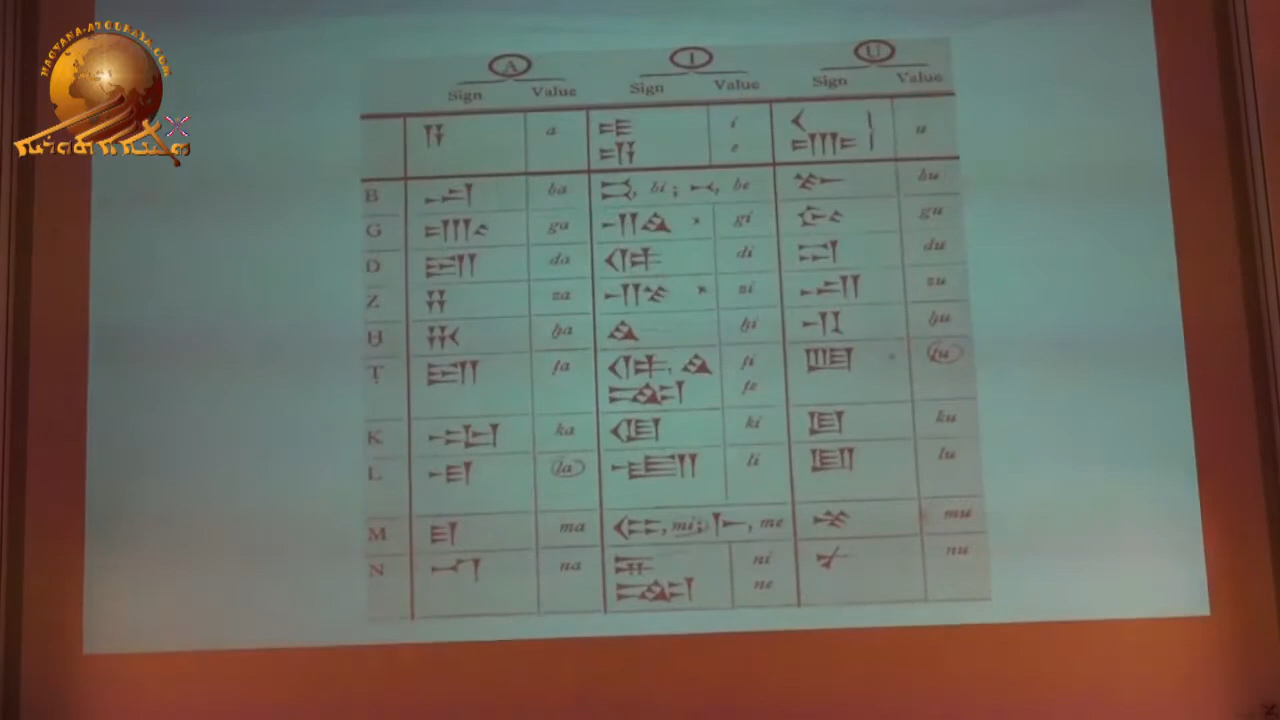 MAGYARSAGTUDAT.COM
A I U
Sign Value Sign Value Sign Value
𒀀 a 𒄿 i 𒌋 u
𒂊 e 𒌑
B 𒁀 ba 𒁉, bi; 𒁁, be 𒁍 bu
G 𒂵 ga 𒄀 gi 𒄖 gu
D 𒁕 da 𒁲 di 𒁺 du
Z 𒍝 za 𒍣 zi 𒍪 zu
Ḫ 𒄩 ḫa 𒄭 ḫi 𒄷 ḫu
Ṭ 𒁕 ṭa 𒁲, 𒄭 ṭi 𒂅 ṭu
𒉈 ṭe
K 𒅗 ka 𒆠 ki 𒆪 ku
L 𒆷 la 𒇷 li 𒇻 lu
M 𒈠 ma 𒈪, mi; 𒈨, me 𒈬 mu
N 𒈾 na 𒉌 ni 𒉡 nu
𒉈 ne